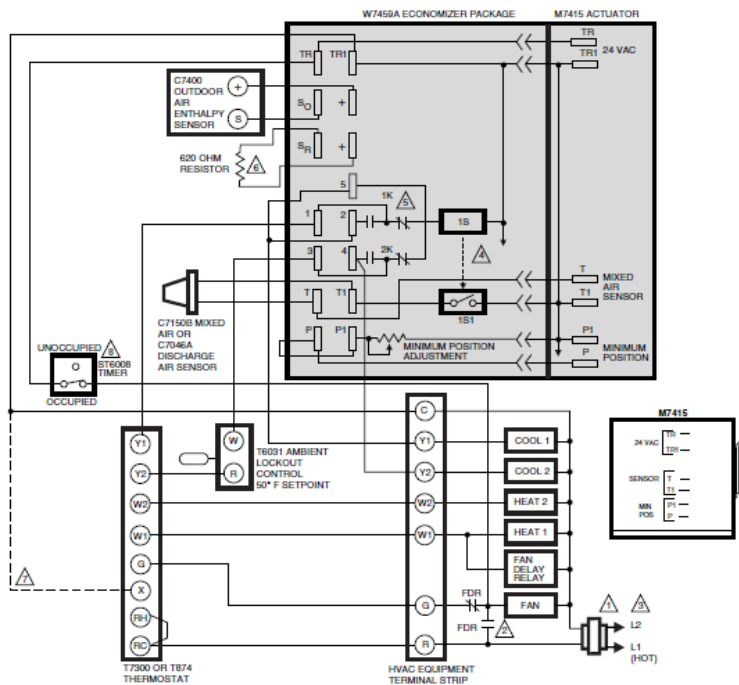 W7459A ECONOMIZER PACKAGE
M7415 ACTUATOR
TR
TR1
TR
24 VAC
TR1
C7400
OUTDOOR
AIR
ENTHALPY
SENSOR
+
S
SO
+
SR
+
620 OHM
RESISTOR
6
5
1K
5
1
2
1S
3
4
2K
4
T
T1
1S1
T
MIXED
AIR
SENSOR
T1
C7150B MIXED
AIR OR
C7046A
DISCHARGE
AIR SENSOR
P
P1
MINIMUM POSITION
ADJUSTMENT
P1
MINIMUM
POSITION
P
UNOCCUPIED
8
ST6008
TIMER
OCCUPIED
C
Y1
Y2
W2
W1
G
R
COOL 1
COOL 2
HEAT 2
HEAT 1
FAN
DELAY
RELAY
FAN
FDR
FDR
2
W
R
T6031 AMBIENT
LOCKOUT
CONTROL
50° F SETPOINT
Y1
Y2
W2
W1
G
X
RH
RC
7
T7300 OR T874
THERMOSTAT
HVAC EQUIPMENT
TERMINAL STRIP
1
3
L2
L1
(HOT)
M7415
24 VAC
TR
TR1
SENSOR
T
T1
MIN
POS
P1
P